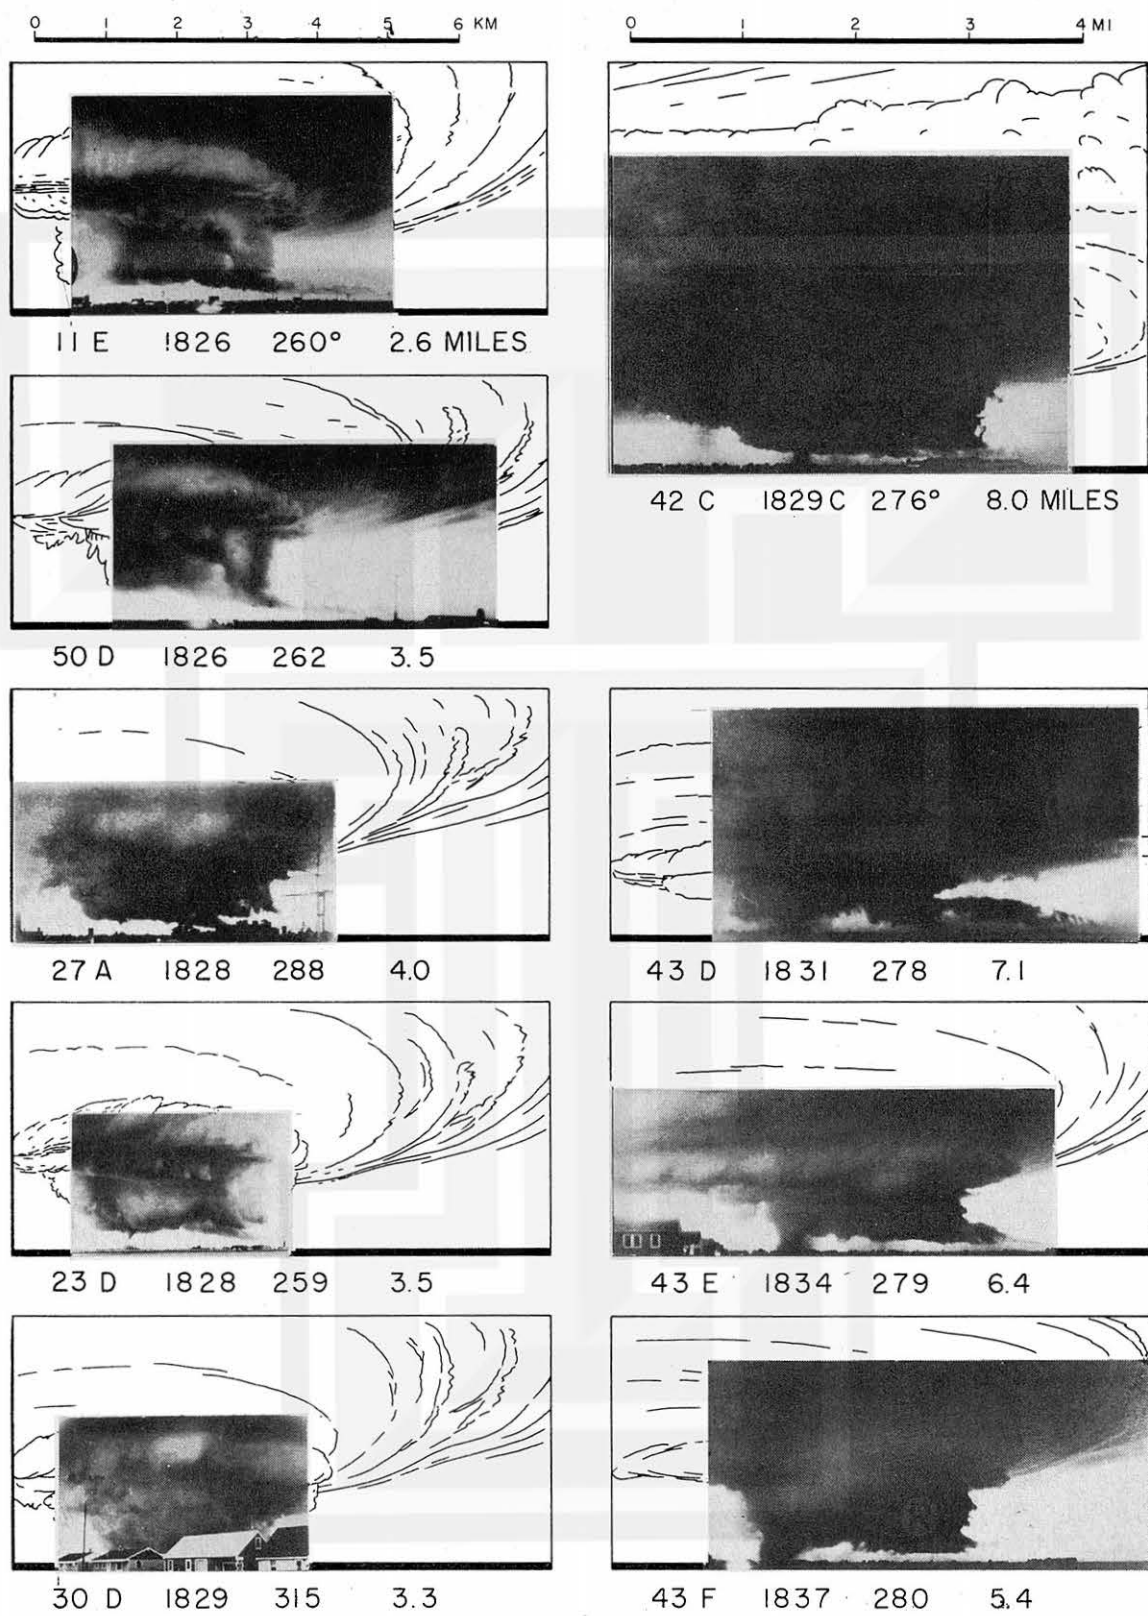 0 1 2 3 4 5 6 KM
11 E 1826 260° 2.6 MILES
50 D 1826 262 3.5
27 A 1828 288 4.0
23 D 1828 259 3.5
30 D 1829 315 3.3
0 1 2 3 4 MI
42 C 1829 C 276° 8.0 MILES
43 D 1831 278 7.1
43 E 1834 279 6.4
43 F 1837 280 5.4